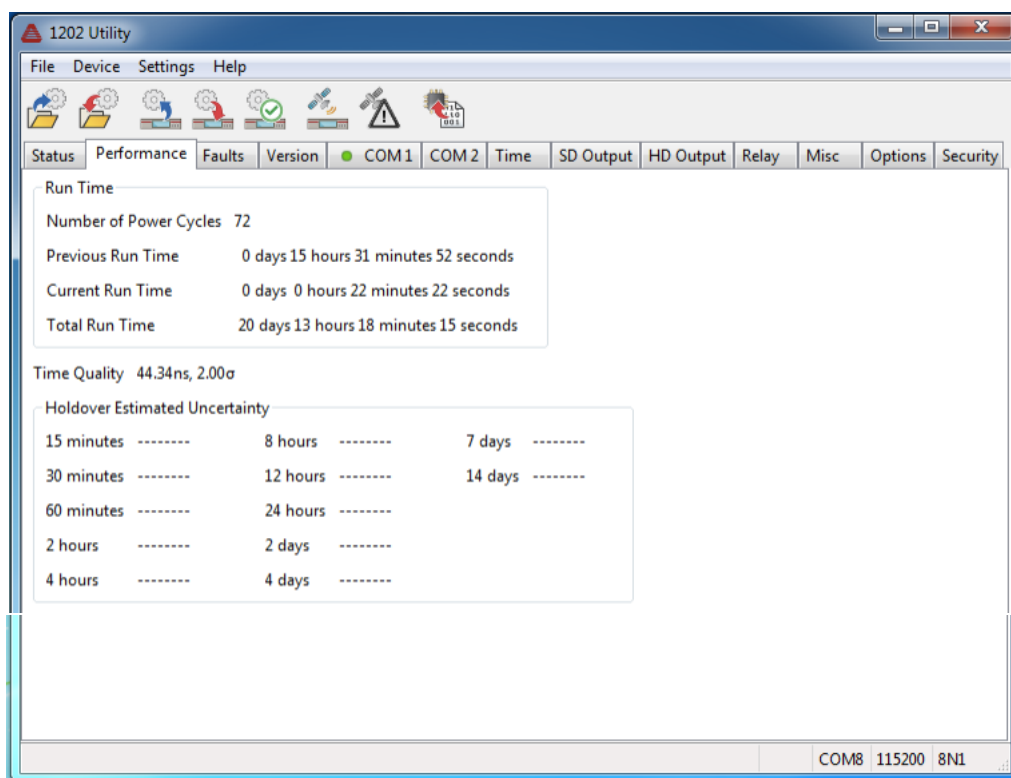 1202 Utility
File Device Settings Help
Status Performance Faults Version COM 1 COM 2 Time SD Output HD Output Relay Misc Options Security
Run Time
Number of Power Cycles 72
Previous Run Time 0 days 15 hours 31 minutes 52 seconds
Current Run Time 0 days 0 hours 22 minutes 22 seconds
Total Run Time 20 days 13 hours 18 minutes 15 seconds
Time Quality 44.34ns, 2.00σ
Holdover Estimated Uncertainty
15 minutes -------- 8 hours -------- 7 days --------
30 minutes -------- 12 hours -------- 14 days --------
60 minutes -------- 24 hours --------
2 hours -------- 2 days --------
4 hours -------- 4 days --------
COM8 115200 8N1